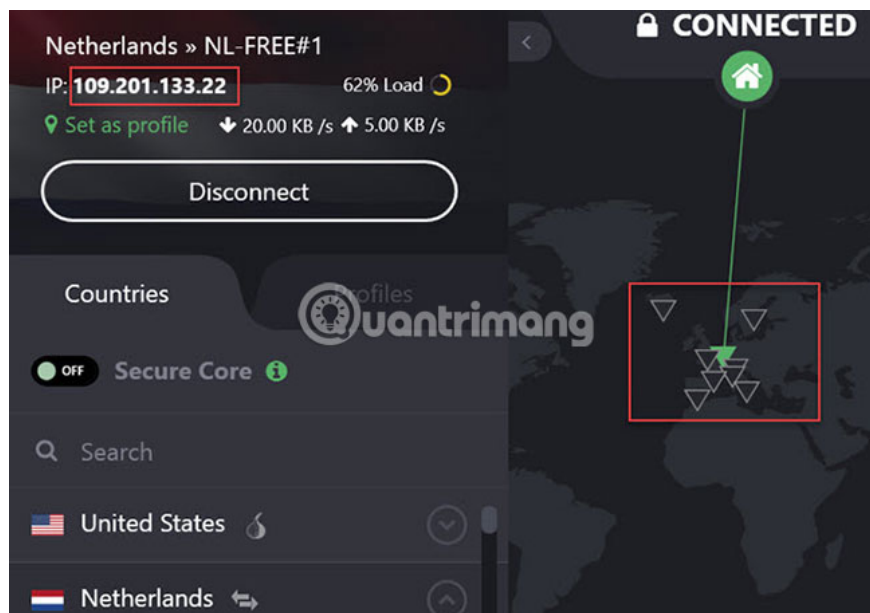 Netherlands » NL-FREE#1
IP: 109.201.133.22 62% Load
Set as profile 20.00 KB /s 5.00 KB /s
Disconnect
CONNECTED
Countries Profiles
Quantrimang
OFF Secure Core
Search
United States
Netherlands